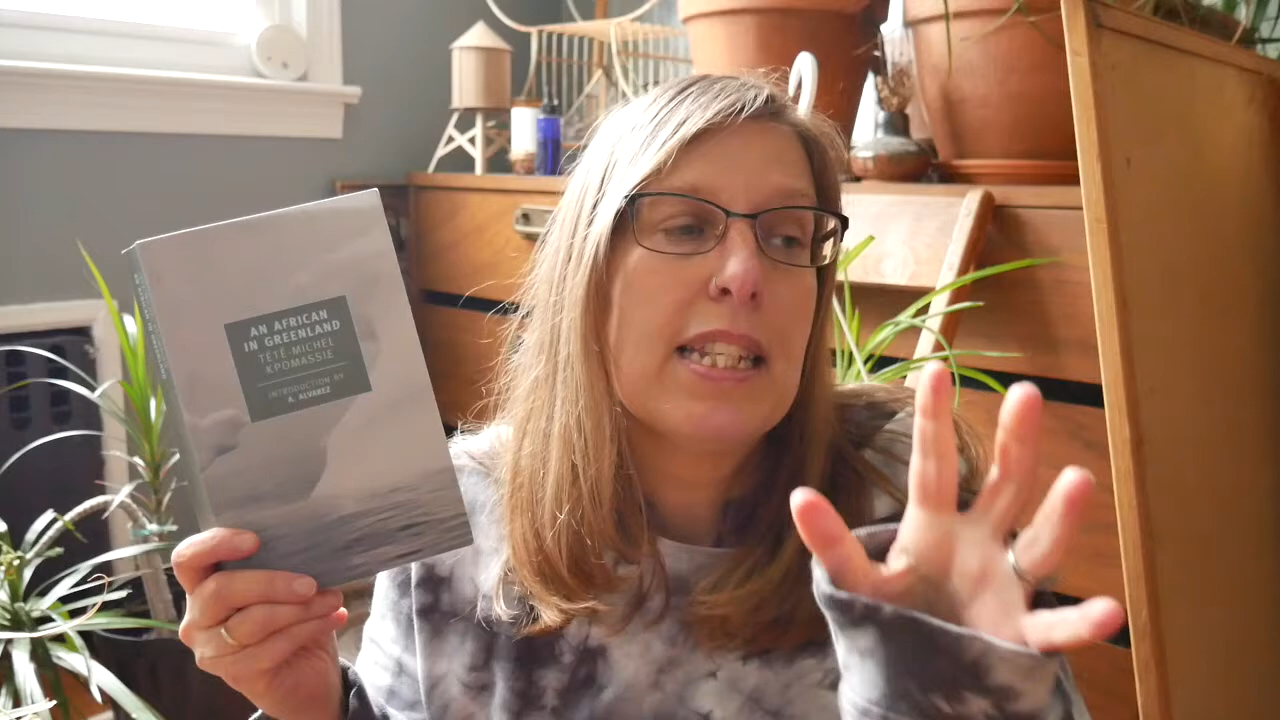 AN AFRICAN
IN GREENLAND
TÉTÉ-MICHEL
KPOMASSIE
INTRODUCTION BY
A. ALVAREZ